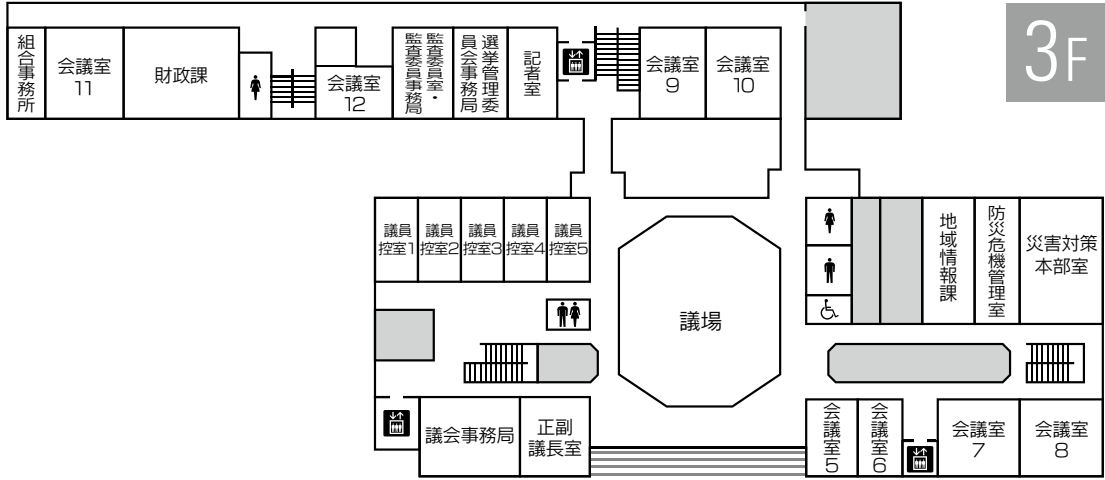 3F
組合事務所
会議室
11
財政課
会議室
12
監査委員室・
監査委員事務局
選挙管理委
員会事務局
記者室
会議室
9
会議室
10
議員
控室1
議員
控室2
議員
控室3
議員
控室4
議員
控室5
議場
地域情報課
防災危機管理室
災害対策
本部室
議会事務局
正副
議長室
会議室5
会議室6
会議室
7
会議室
8